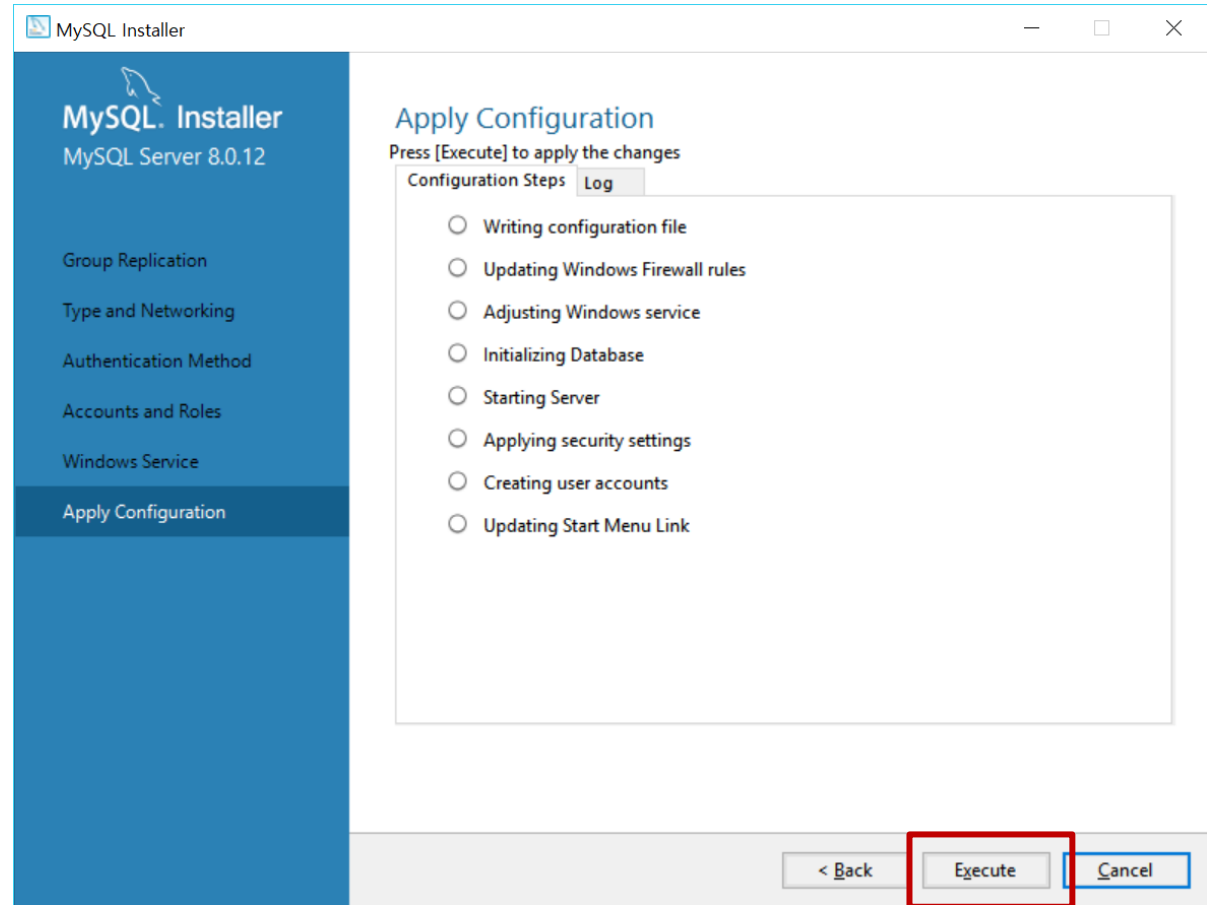 MySQL Installer
MySQL. Installer
MySQL Server 8.0.12
Group Replication
Type and Networking
Authentication Method
Accounts and Roles
Windows Service
Apply Configuration
Apply Configuration
Press [Execute] to apply the changes
Configuration Steps Log
Writing configuration file
Updating Windows Firewall rules
Adjusting Windows service
Initializing Database
Starting Server
Applying security settings
Creating user accounts
Updating Start Menu Link
< Back Execute Cancel